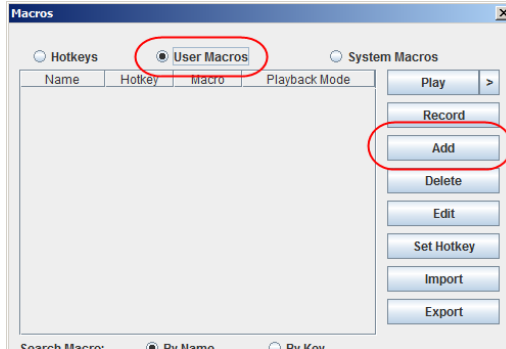 Macros
Hotkeys User Macros System Macros
Name Hotkey Macro Playback Mode
Play >
Record
Add
Delete
Edit
Set Hotkey
Import
Export
Search Macro: By Name By Key